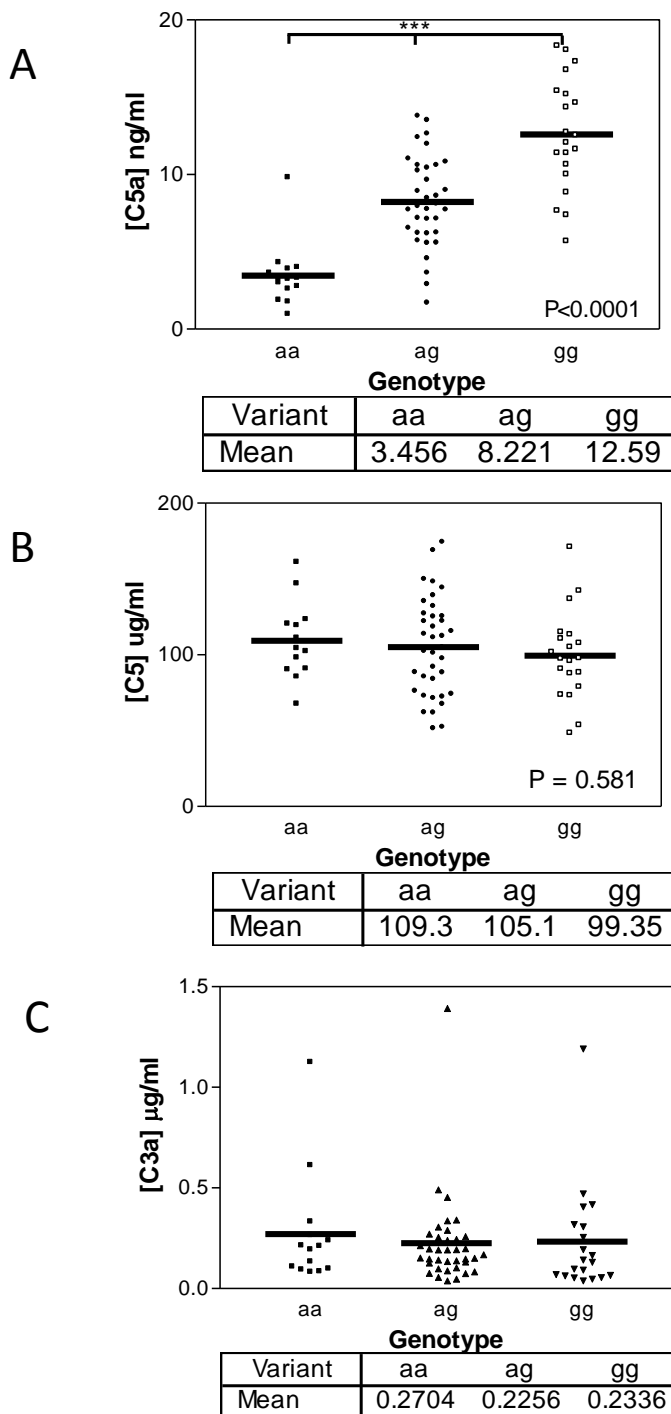 A
***
20
10
0
[C5a] ng/ml
P<0.0001
aa ag gg
Genotype
Variant aa ag gg
Mean 3.456 8.221 12.59
B
200
100
0
[C5] ug/ml
P = 0.581
aa ag gg
Genotype
Variant aa ag gg
Mean 109.3 105.1 99.35
C
1.5
1.0
0.5
0.0
[C3a] µg/ml
aa ag gg
Genotype
Variant aa ag gg
Mean 0.2704 0.2256 0.2336